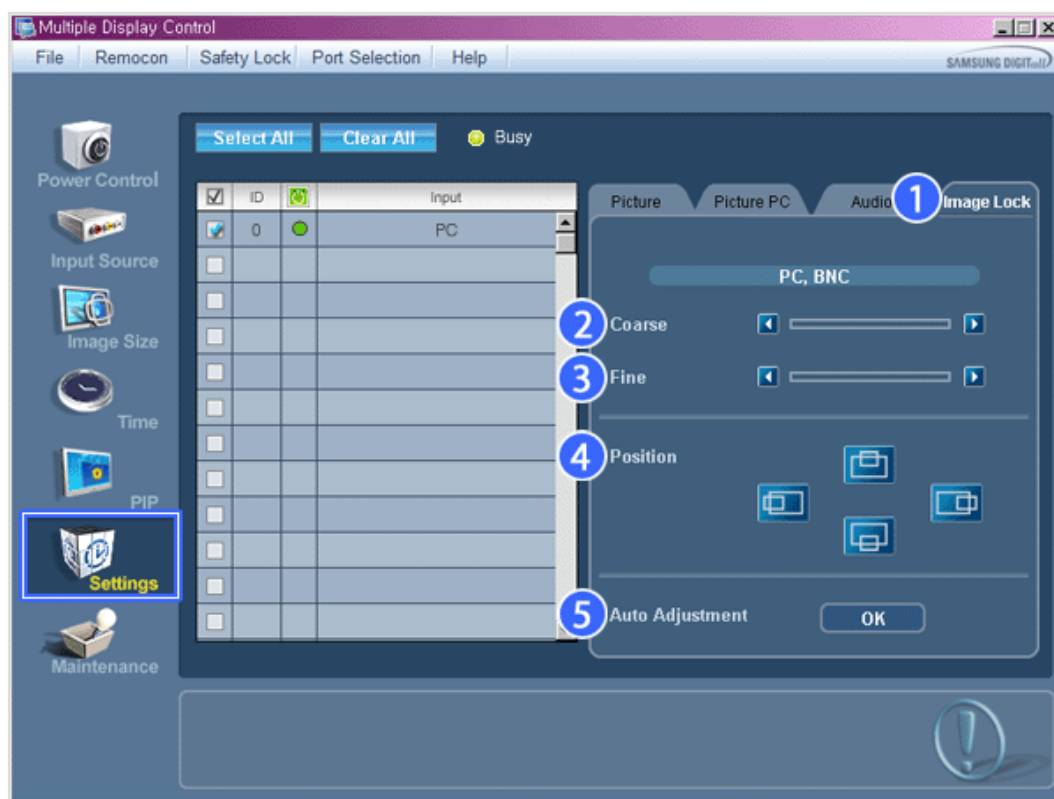 Multiple Display Control
File Remocon Safety Lock Port Selection Help
SAMSUNG DIGITall
Select All Clear All Busy
Power Control
Input Source
Image Size
Time
PIP
Settings
Maintenance
ID Input
0 PC
Picture Picture PC Audio 1 Image Lock
PC, BNC
2 Coarse
3 Fine
4 Position
5 Auto Adjustment OK